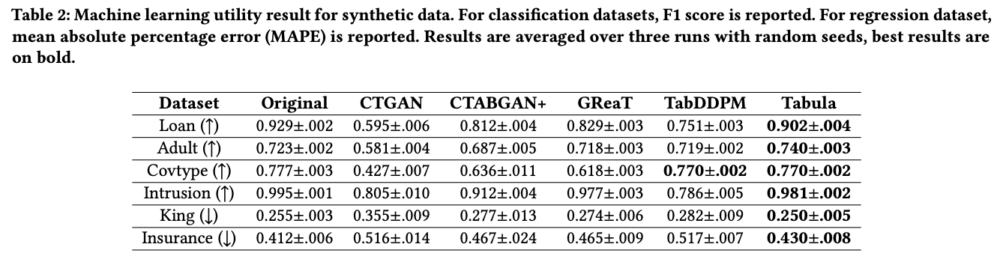 Table 2: Machine learning utility result for synthetic data. For classification datasets, F1 score is reported. For regression dataset,
mean absolute percentage error (MAPE) is reported. Results are averaged over three runs with random seeds, best results are
on bold.
Dataset Original CTGAN CTABGAN+ GReaT TabDDPM Tabula
Loan (↑) 0.929±.002 0.595±.006 0.812±.004 0.829±.003 0.751±.003 0.902±.004
Adult (↑) 0.723±.002 0.581±.004 0.687±.005 0.718±.003 0.719±.002 0.740±.003
Covtype (↑) 0.777±.003 0.427±.007 0.636±.011 0.618±.003 0.770±.002 0.770±.002
Intrusion (↑) 0.995±.001 0.805±.010 0.912±.004 0.977±.003 0.786±.005 0.981±.002
King (↓) 0.255±.003 0.355±.009 0.277±.013 0.274±.006 0.282±.009 0.250±.005
Insurance (↓) 0.412±.006 0.516±.014 0.467±.024 0.465±.009 0.517±.007 0.430±.008